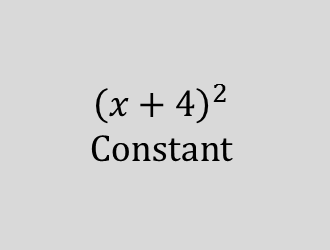 (x + 4)²
Constant